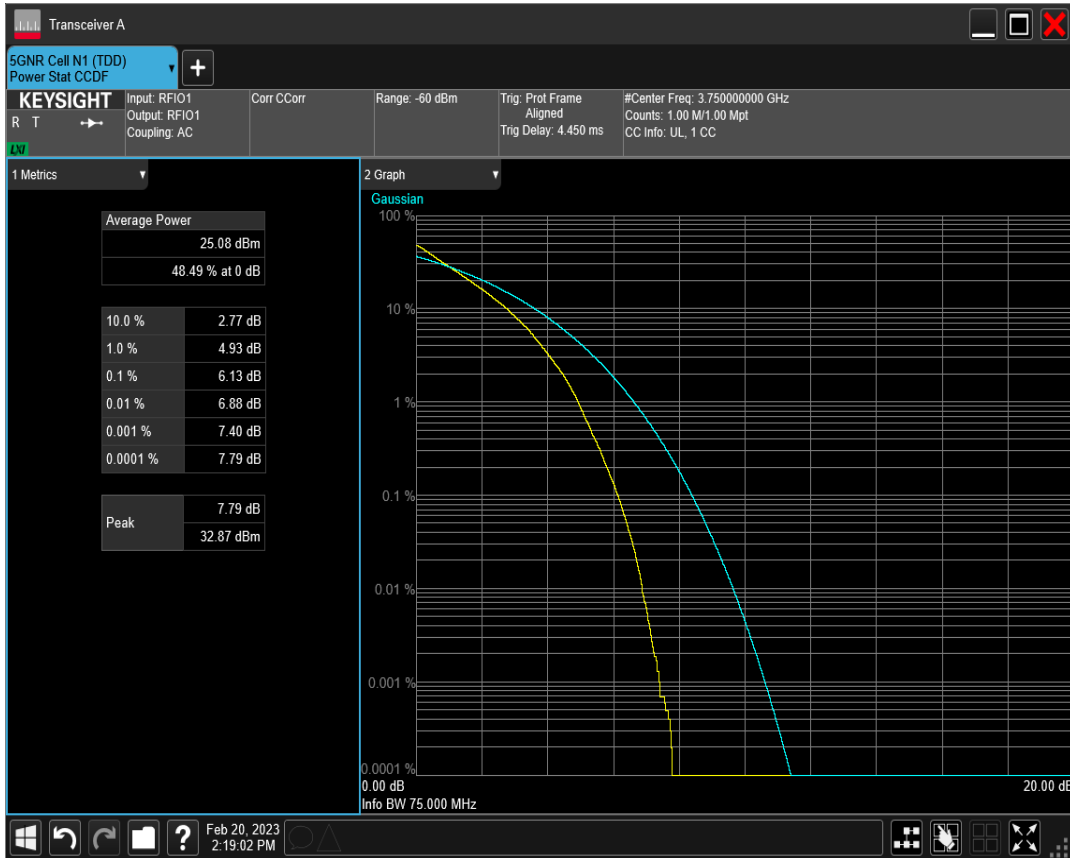 Transceiver A
5GNR Cell N1 (TDD)
Power Stat CCDF
+
KEYSIGHT
R T
LXI
Input: RFIO1
Output: RFIO1
Coupling: AC
Corr CCorr
Range: -60 dBm
Trig: Prot Frame
Aligned
Trig Delay: 4.450 ms
#Center Freq: 3.750000000 GHz
Counts: 1.00 M/1.00 Mpt
CC Info: UL, 1 CC
1 Metrics
Average Power
25.08 dBm
48.49 % at 0 dB
10.0 % 2.77 dB
1.0 % 4.93 dB
0.1 % 6.13 dB
0.01 % 6.88 dB
0.001 % 7.40 dB
0.0001 % 7.79 dB
Peak 7.79 dB
32.87 dBm
2 Graph
Gaussian
100 %
10 %
1 %
0.1 %
0.01 %
0.001 %
0.0001 %
0.00 dB 20.00 dB
Info BW 75.000 MHz
? Feb 20, 2023
2:19:02 PM